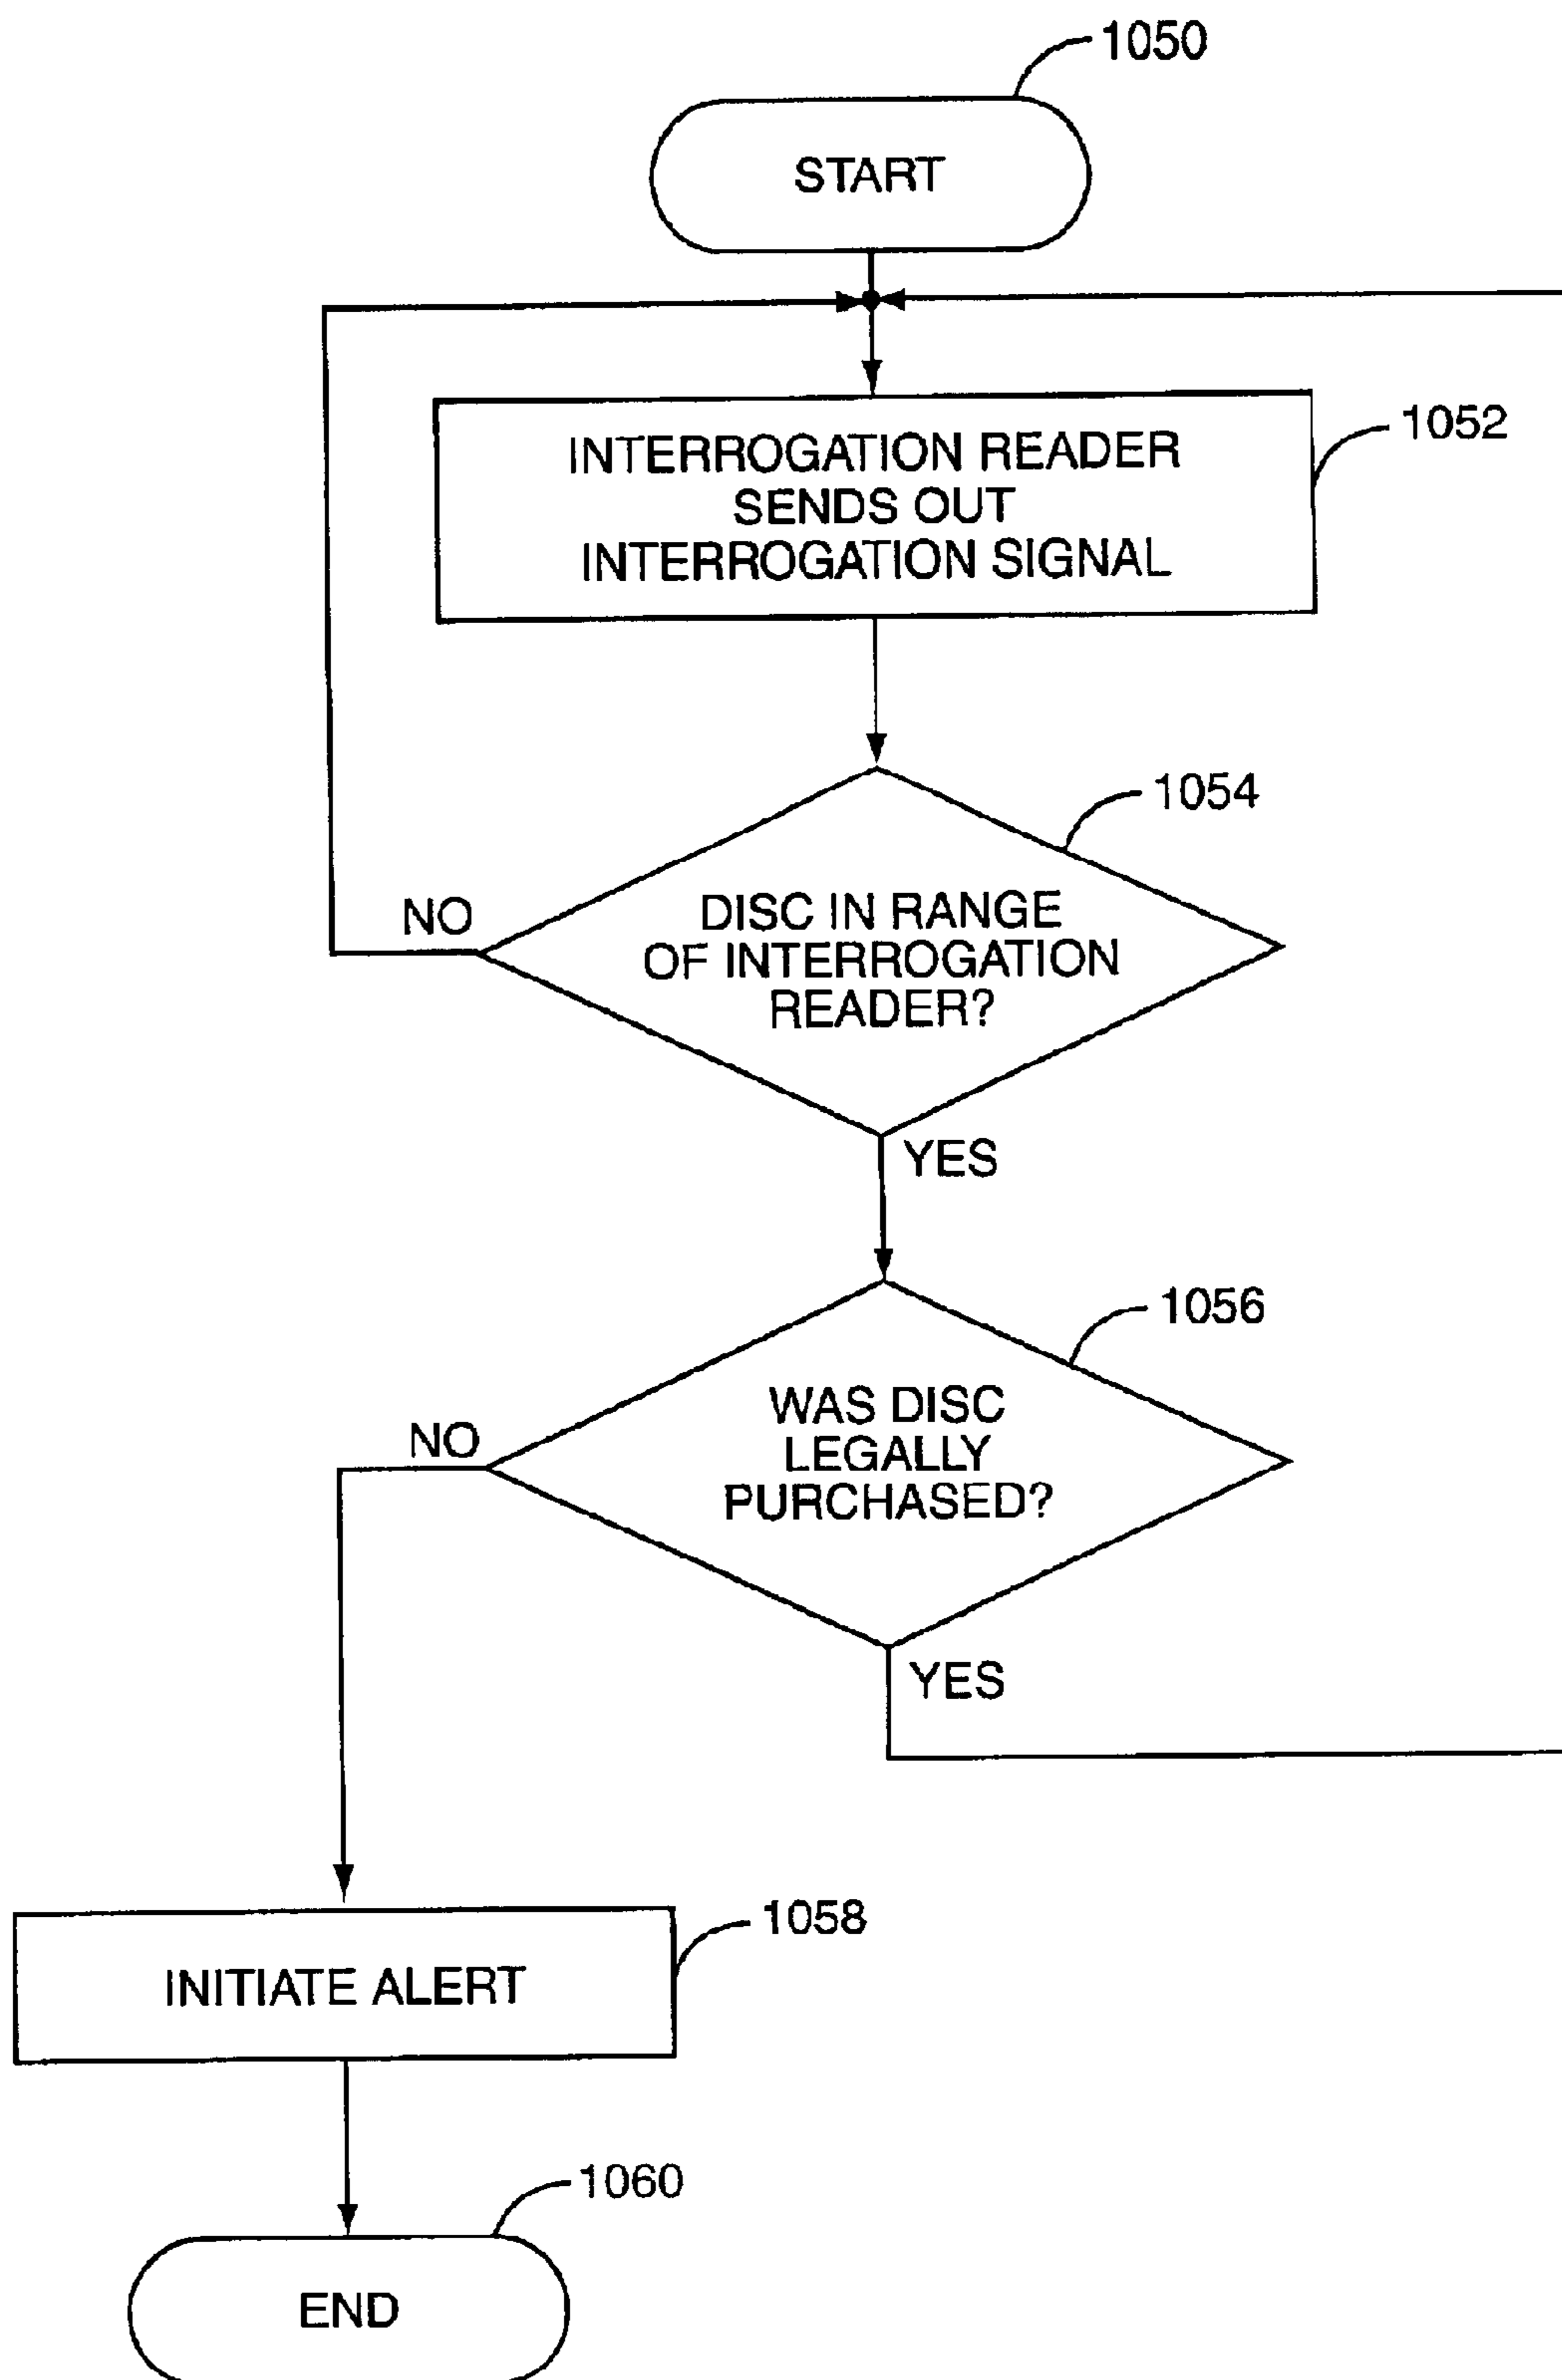 1050
START
INTERROGATION READER
SENDS OUT
INTERROGATION SIGNAL
1052
1054
DISC IN RANGE
OF INTERROGATION
READER?
NO
YES
1056
WAS DISC
LEGALLY
PURCHASED?
NO
YES
1058
INITIATE ALERT
1060
END